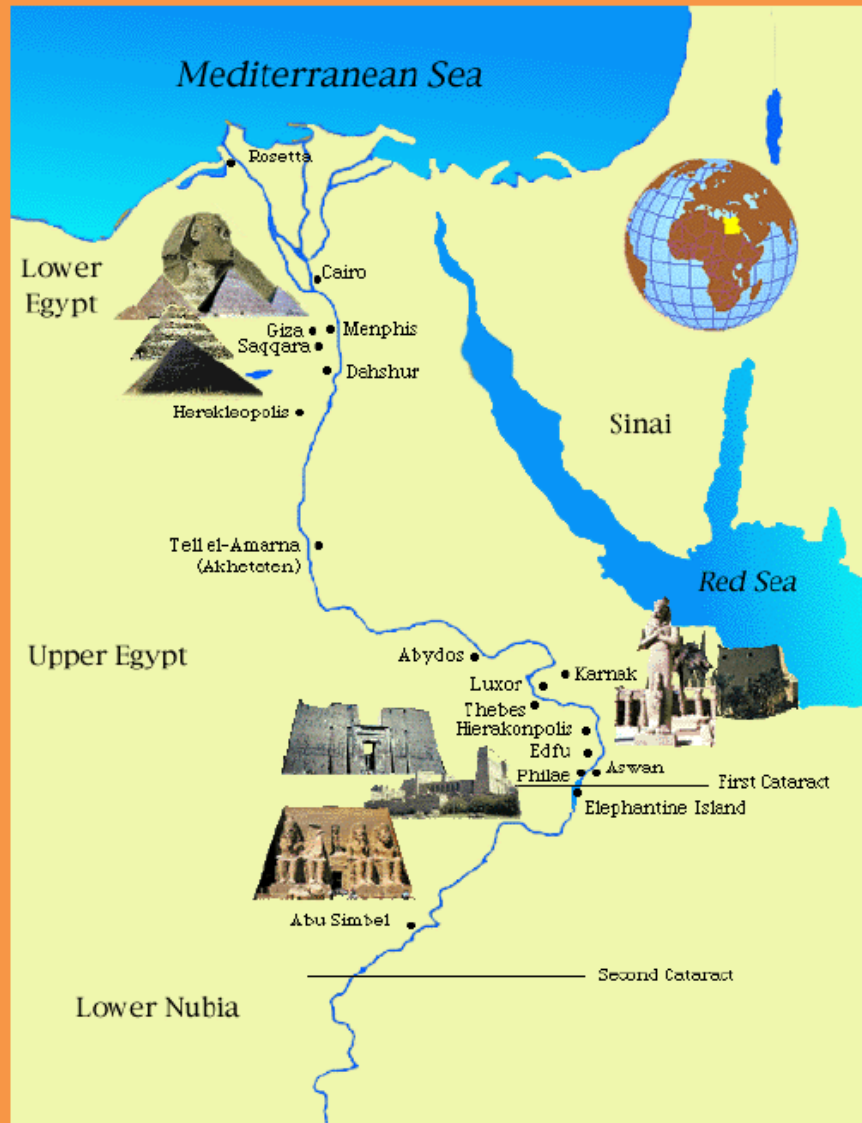 Mediterranean Sea
Rosetta
Lower
Egypt
Cairo
Giza
Menphis
Saqqara
Dahshur
Herakleopolis
Sinai
Tell el-Amarna
(Akhetoten)
Red Sea
Upper Egypt
Abydos
Karnak
Luxor
Thebes
Hierakonpolis
Edfu
Philae
Aswan
First Cataract
Elephantine Island
Abu Simbel
Second Cataract
Lower Nubia